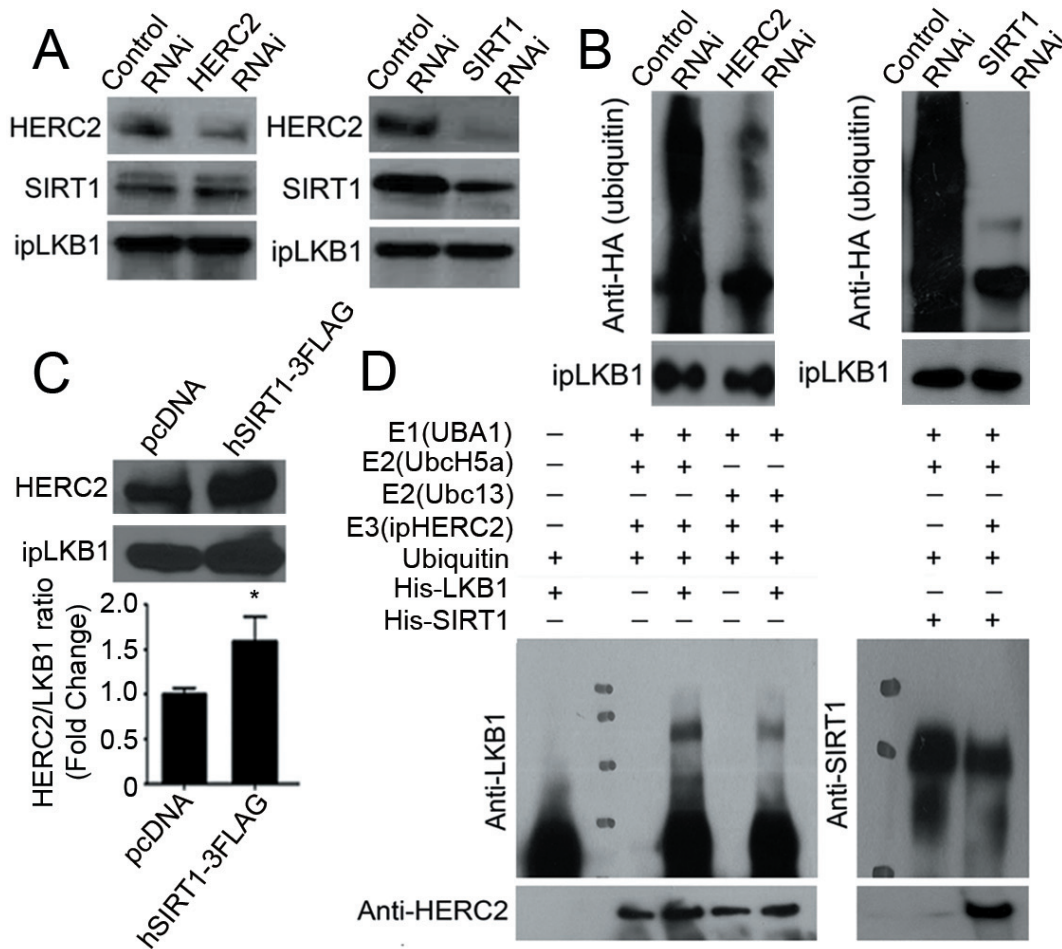 A
Control RNAi
HERC2 RNAi
HERC2
SIRT1
ipLKB1
Control RNAi
SIRT1 RNAi
HERC2
SIRT1
ipLKB1
B
Control RNAi
HERC2 RNAi
Anti-HA (ubiquitin)
ipLKB1
Control RNAi
SIRT1 RNAi
Anti-HA (ubiquitin)
ipLKB1
C
pcDNA
hSIRT1-3FLAG
HERC2
ipLKB1
HERC2/LKB1 ratio
(Fold Change)
*
2.0
1.5
1.0
0.5
0
pcDNA
hSIRT1-3FLAG
D
E1(UBA1) – + + + + + +
E2(UbcH5a) – + + – – + +
E2(Ubc13) – – – + + – –
E3(ipHERC2) – + + + + – +
Ubiquitin + + + + + + +
His-LKB1 + – + – + – –
His-SIRT1 – – – – – + +
Anti-LKB1
Anti-SIRT1
Anti-HERC2